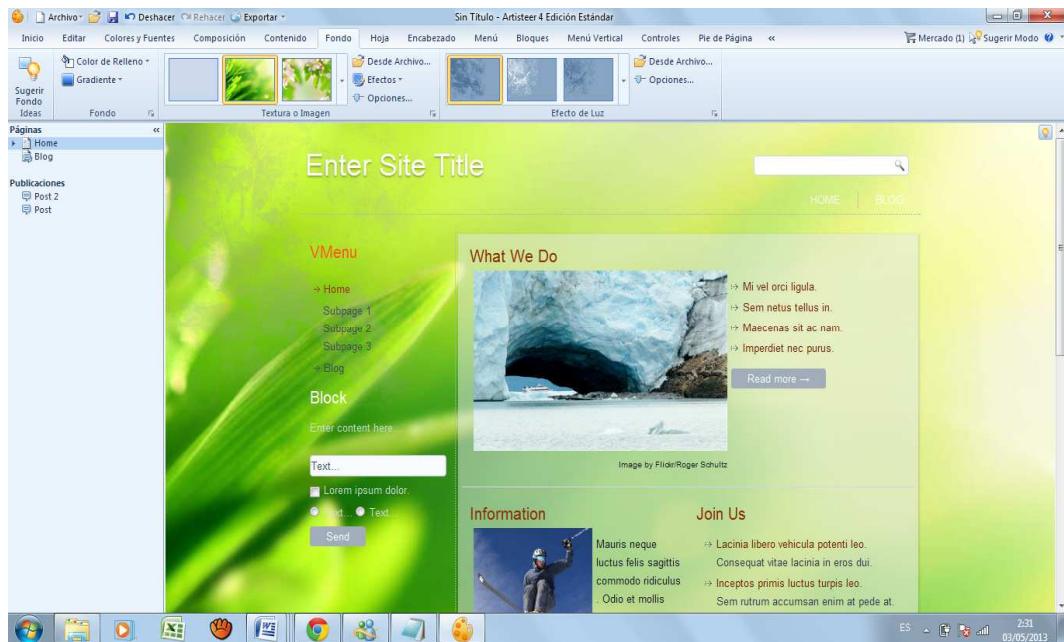 Archivo Deshacer Rehacer Exportar Sin Título - Artisteer 4 Edición Estándar
Inicio Editar Colores y Fuentes Composición Contenido Fondo Hoja Encabezado Menú Bloques Menú Vertical Controles Pie de Página « Mercado (1) Sugerir Modo
Sugerir Fondo
Color de Relleno
Gradiente
Desde Archivo...
Efectos
Opciones...
Desde Archivo...
Opciones...
Ideas Fondo Textura o Imagen Efecto de Luz
Páginas «
Home
Blog
Publicaciones
Post 2
Post
Enter Site Title
HOME BLOG
VMenu
Home
Subpage 1
Subpage 2
Subpage 3
Blog
Block
Enter content here...
Text...
Lorem ipsum dolor.
Text... Text...
Send
What We Do
Mi vel orci ligula.
Sem netus tellus in.
Maecenas sit ac nam.
Imperdiet nec purus.
Read more →
Image by Flickr/Roger Schultz
Information
Mauris neque
luctus felis sagittis
commodo ridiculus
. Odio et mollis
Join Us
Lacinia libero vehicula potenti leo.
Consequat vitae lacinia in eros dui.
Inceptos primis luctus turpis leo.
Sem rutrum accumsan enim at pede at.
ES 2:31
03/05/2013